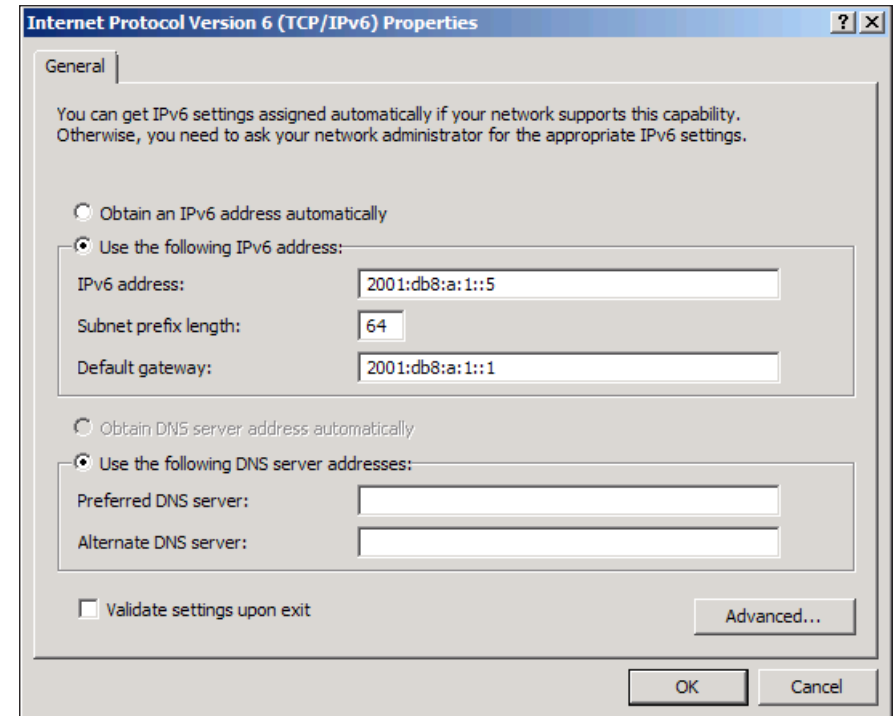 Internet Protocol Version 6 (TCP/IPv6) Properties
General
You can get IPv6 settings assigned automatically if your network supports this capability.
Otherwise, you need to ask your network administrator for the appropriate IPv6 settings.
Obtain an IPv6 address automatically
Use the following IPv6 address:
IPv6 address: 2001:db8:a:1::5
Subnet prefix length: 64
Default gateway: 2001:db8:a:1::1
Obtain DNS server address automatically
Use the following DNS server addresses:
Preferred DNS server:
Alternate DNS server:
Validate settings upon exit
Advanced...
OK Cancel